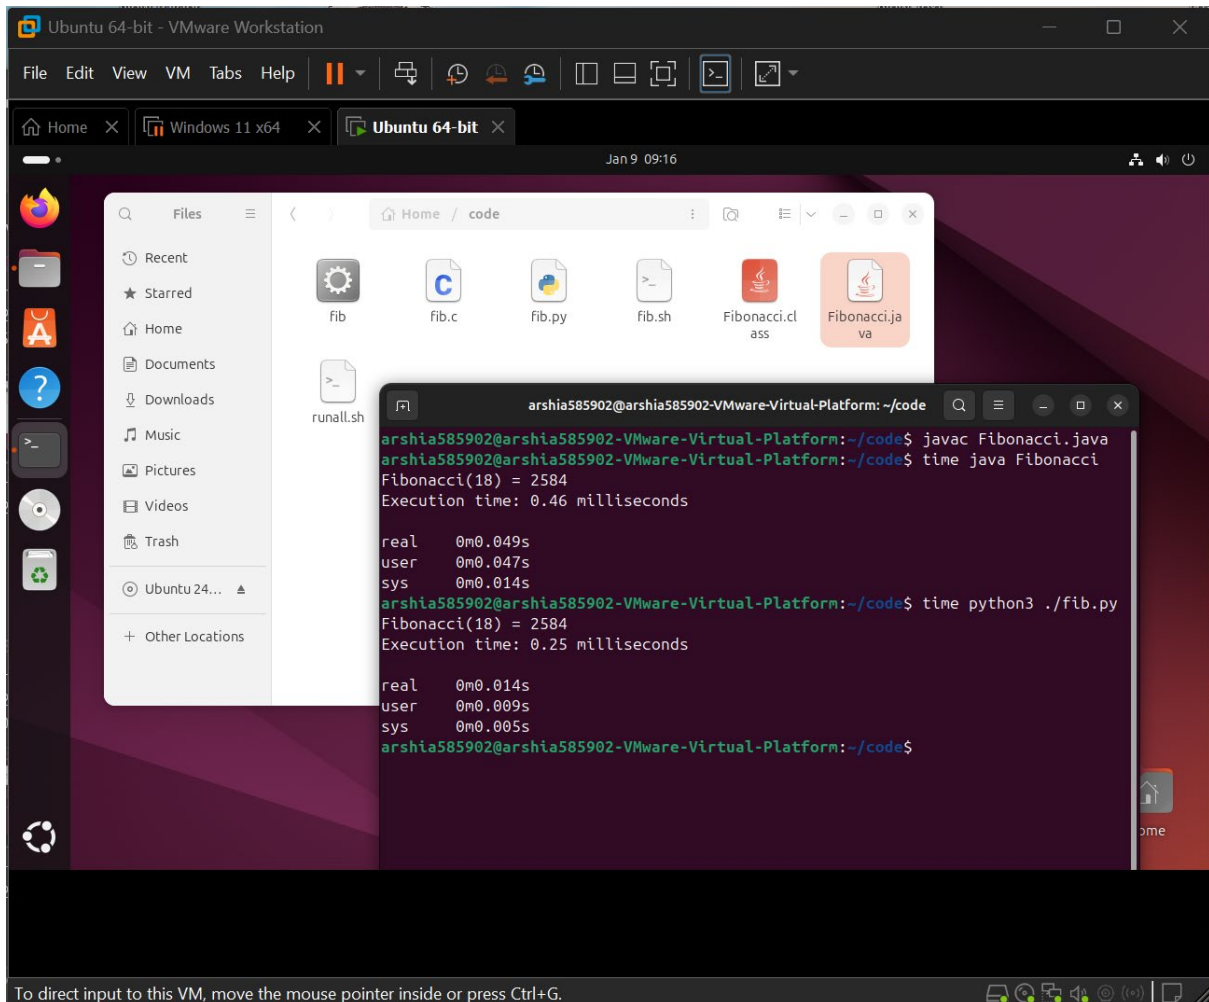 Ubuntu 64-bit - VMware Workstation
File Edit View VM Tabs Help
Home
Windows 11 x64
Ubuntu 64-bit
Jan 9 09:16
Files
Home / code
Recent
Starred
Home
Documents
Downloads
Music
Pictures
Videos
Trash
Ubuntu 24...
+ Other Locations
fib
fib.c
fib.py
fib.sh
Fibonacci.cl
ass
Fibonacci.ja
va
runall.sh
arshia585902@arshia585902-VMware-Virtual-Platform: ~/code
arshia585902@arshia585902-VMware-Virtual-Platform:~/code$ javac Fibonacci.java
arshia585902@arshia585902-VMware-Virtual-Platform:~/code$ time java Fibonacci
Fibonacci(18) = 2584
Execution time: 0.46 milliseconds
real 0m0.049s
user 0m0.047s
sys 0m0.014s
arshia585902@arshia585902-VMware-Virtual-Platform:~/code$ time python3 ./fib.py
Fibonacci(18) = 2584
Execution time: 0.25 milliseconds
real 0m0.014s
user 0m0.009s
sys 0m0.005s
arshia585902@arshia585902-VMware-Virtual-Platform:~/code$
To direct input to this VM, move the mouse pointer inside or press Ctrl+G.